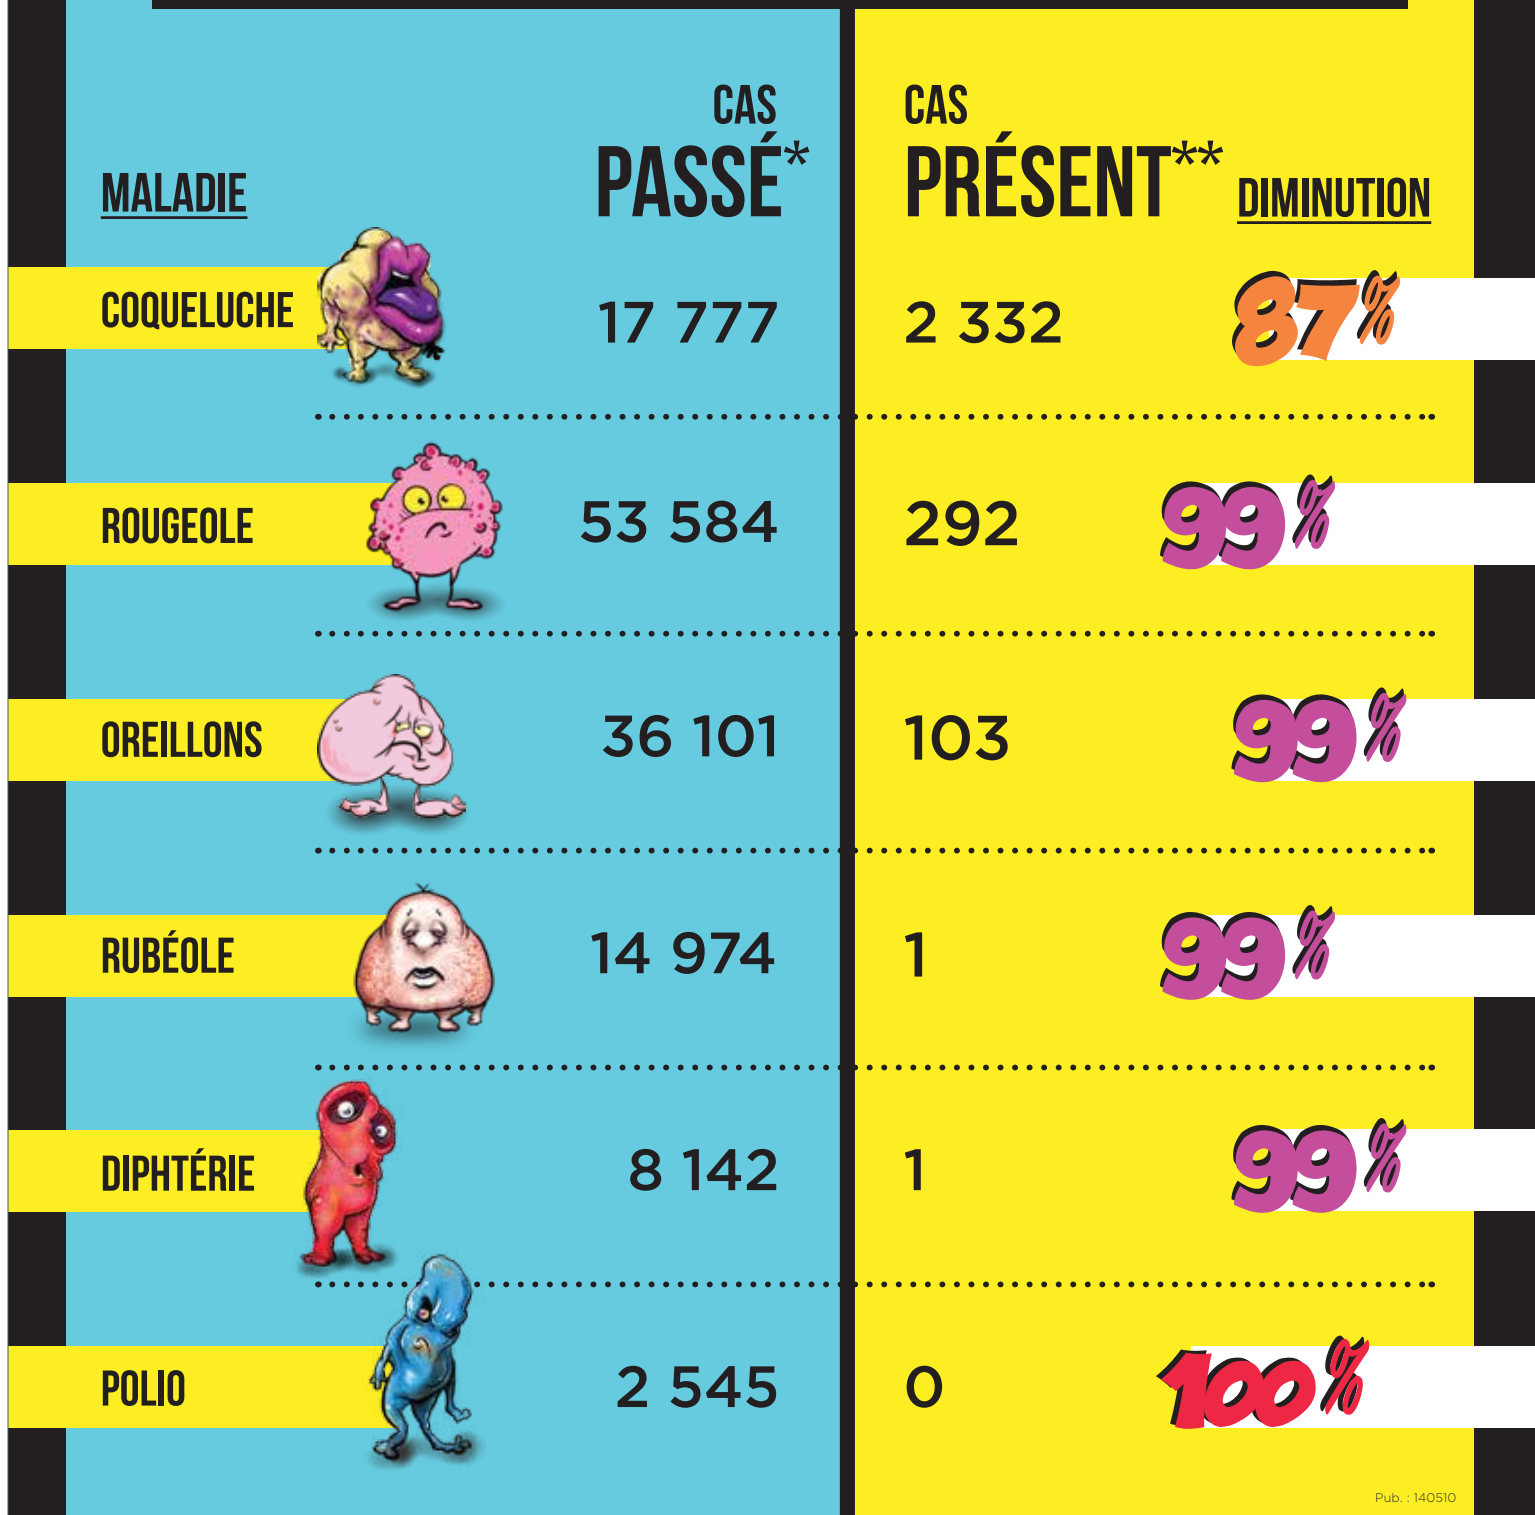 CAS
PASSÉ*
CAS
PRÉSENT**
MALADIE
DIMINUTION
COQUELUCHE 17 777 2 332 87%
ROUGEOLE 53 584 292 99%
OREILLONS 36 101 103 99%
RUBÉOLE 14 974 1 99%
DIPHTÉRIE 8 142 1 99%
POLIO 2 545 0 100%
Pub. : 140510